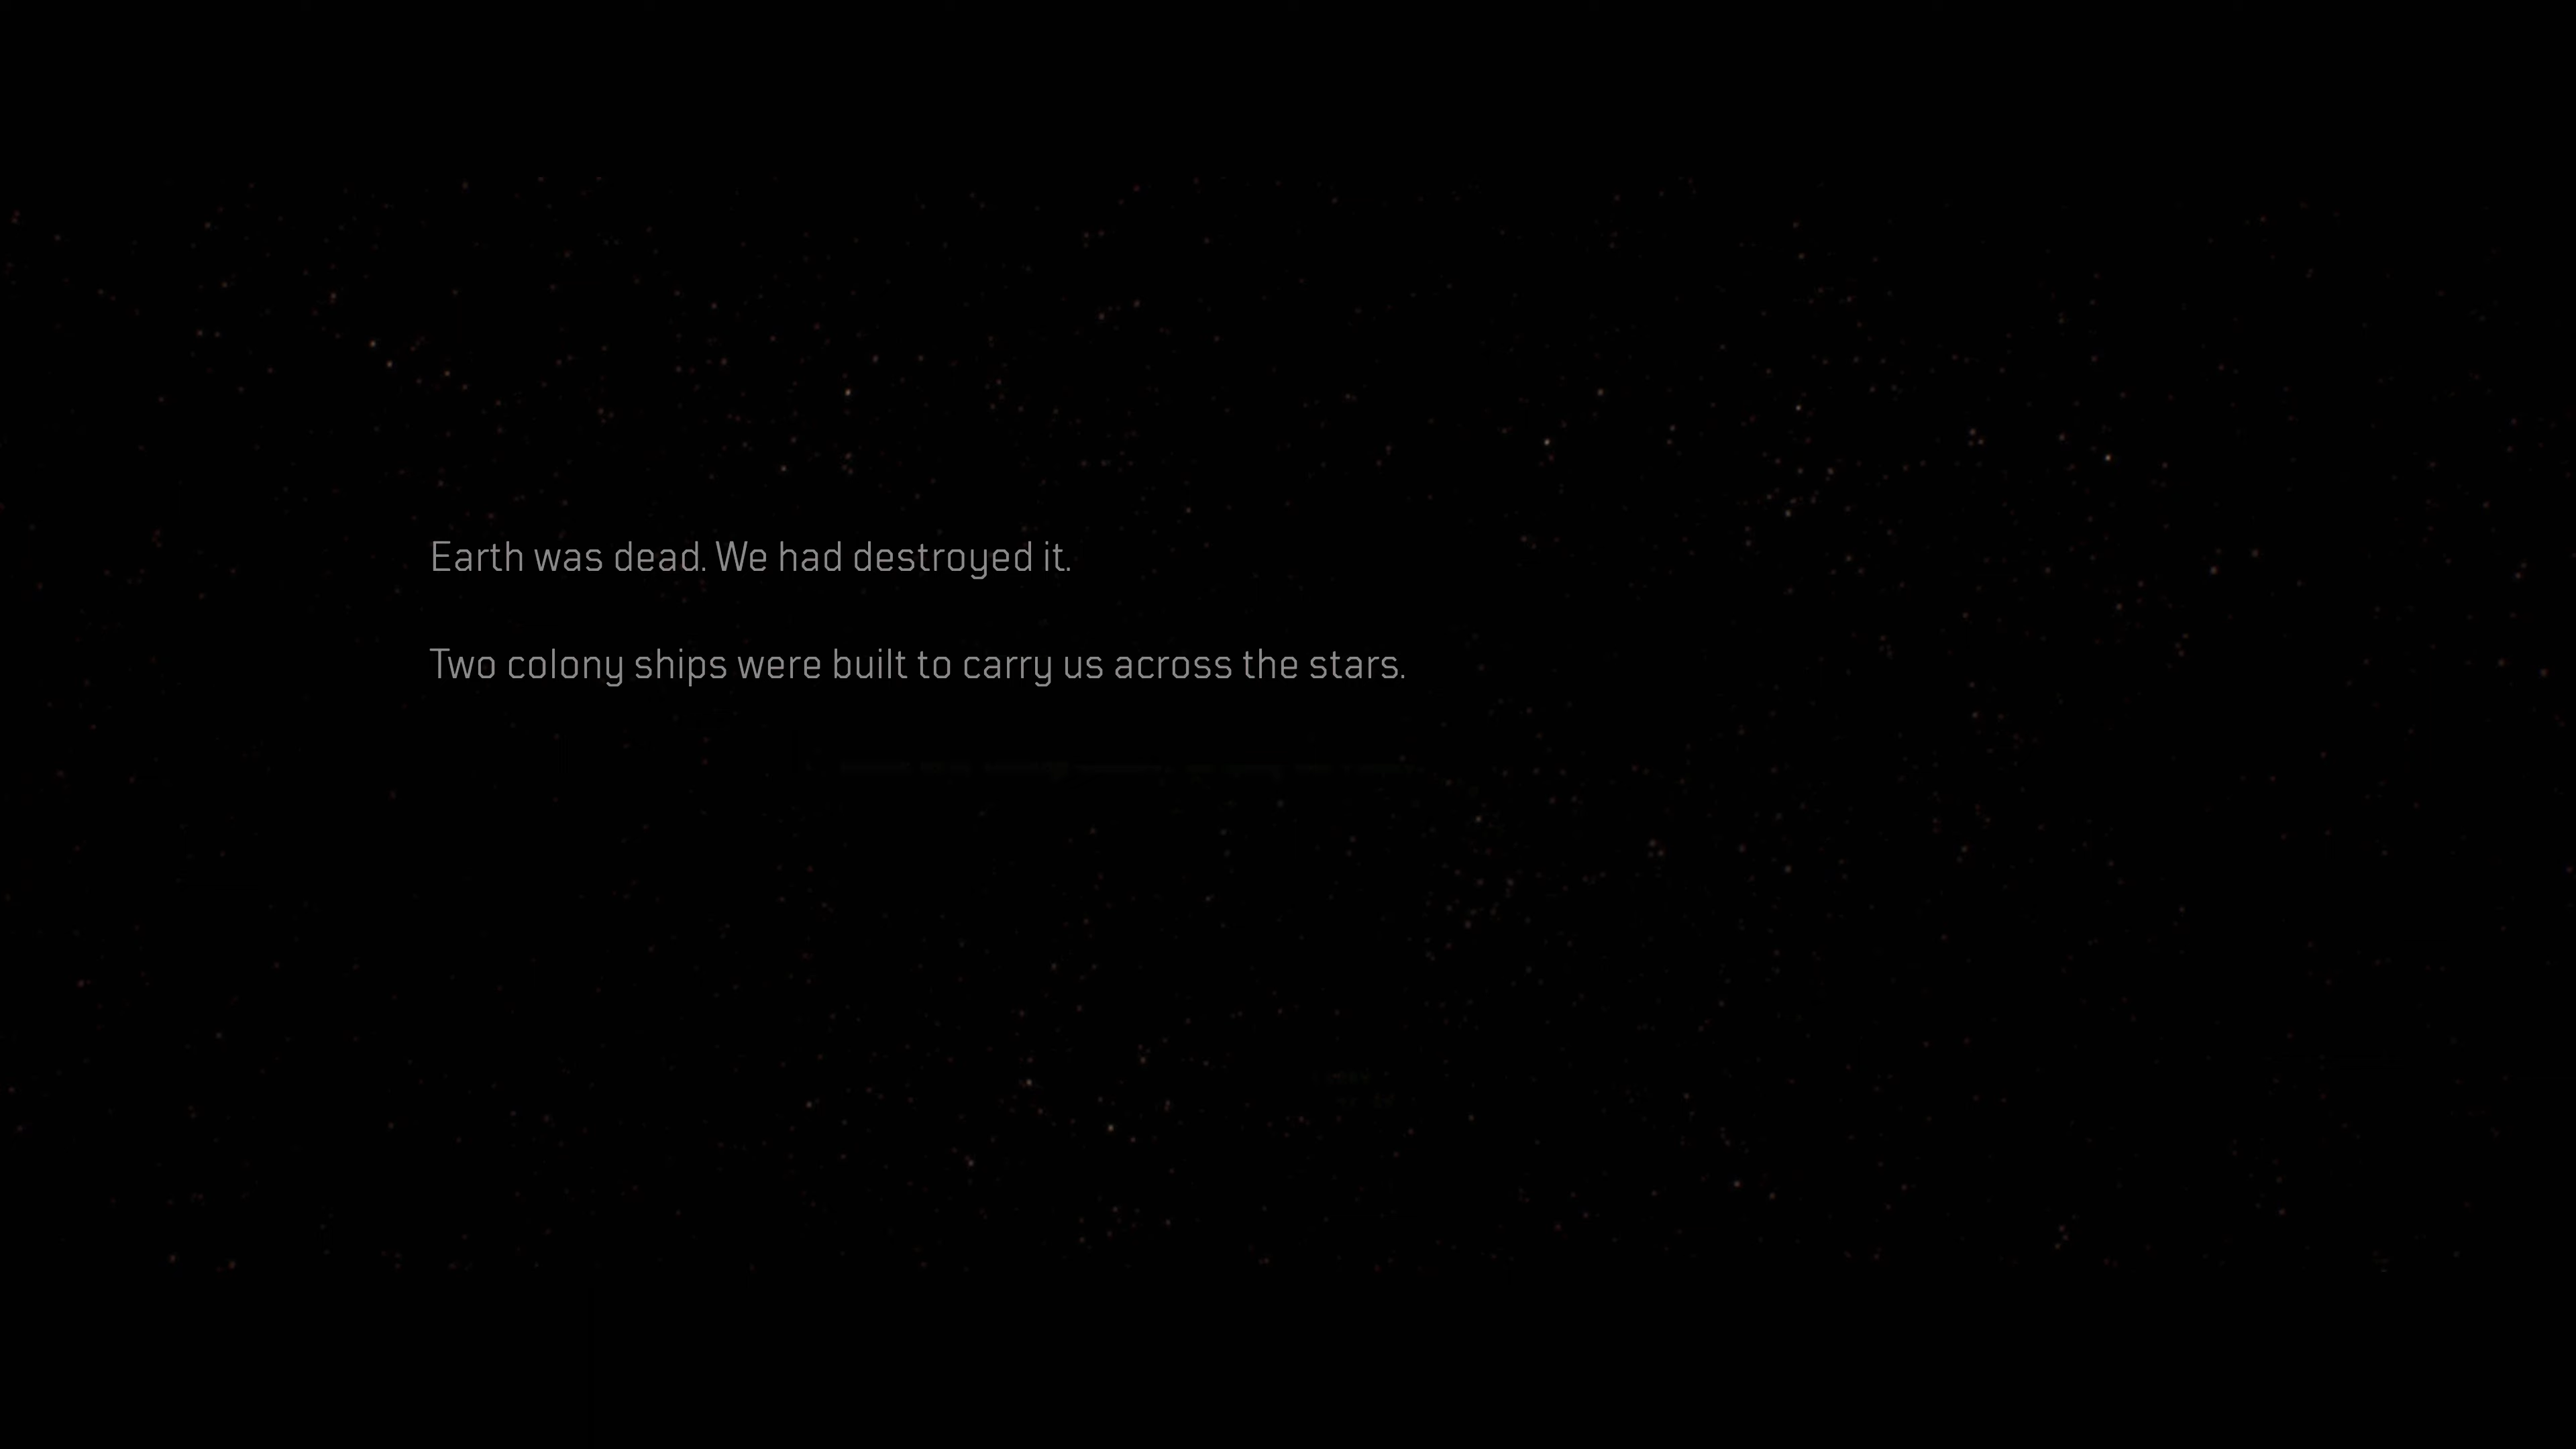 Earth was dead. We had destroyed it.
Two colony ships were built to carry us across the stars.